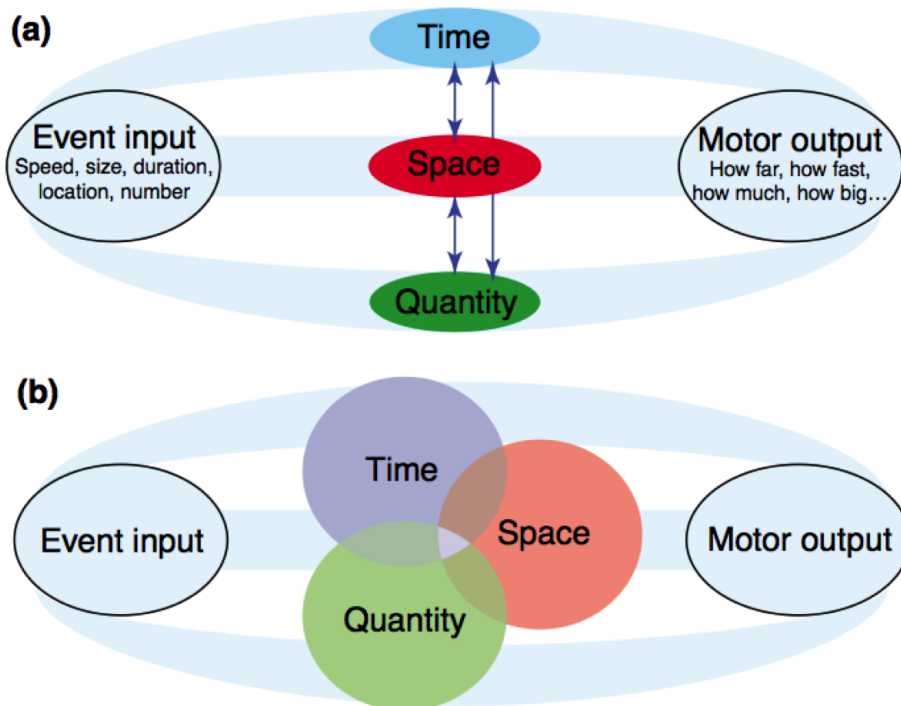 (a)
Time
Event input
Speed, size, duration,
location, number
Space
Motor output
How far, how fast,
how much, how big…
Quantity
(b)
Time
Event input
Space
Motor output
Quantity